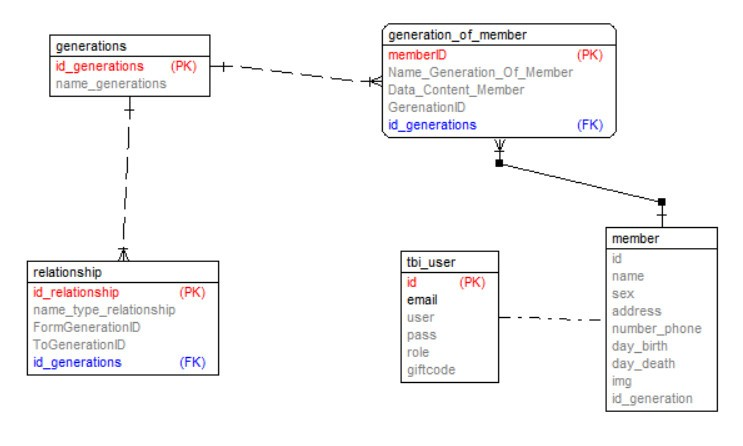 generations
id_generations (PK)
name_generations
generation_of_member
memberID (PK)
Name_Generation_Of_Member
Data_Content_Member
GerenationID
id_generations (FK)
relationship
id_relationship (PK)
name_type_relationship
FormGenerationID
ToGenerationID
id_generations (FK)
tbi_user
id (PK)
email
user
pass
role
giftcode
member
id
name
sex
address
number_phone
day_birth
day_death
img
id_generation